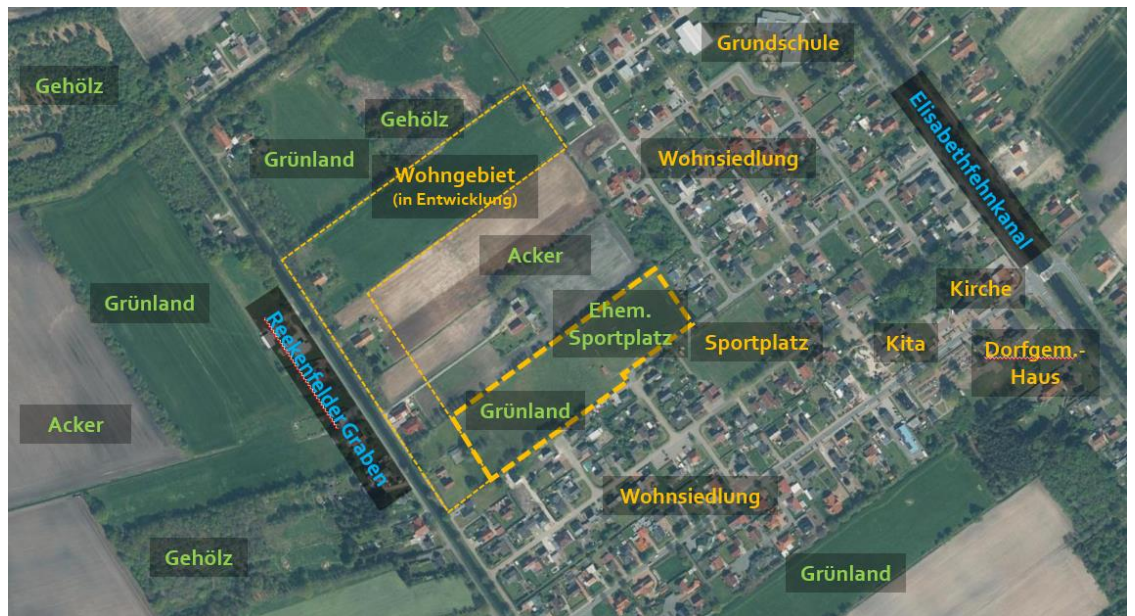 Grundschule
Gehölz
Elisabethfehnkanal
Gehölz
Grünland
Wohnsiedlung
Wohngebiet
(in Entwicklung)
Acker
Grünland
Kirche
Ehem.
Sportplatz
Sportplatz
Kita
Dorfgem.-
Haus
Reekenfelder Graben
Grünland
Acker
Wohnsiedlung
Gehölz
Grünland